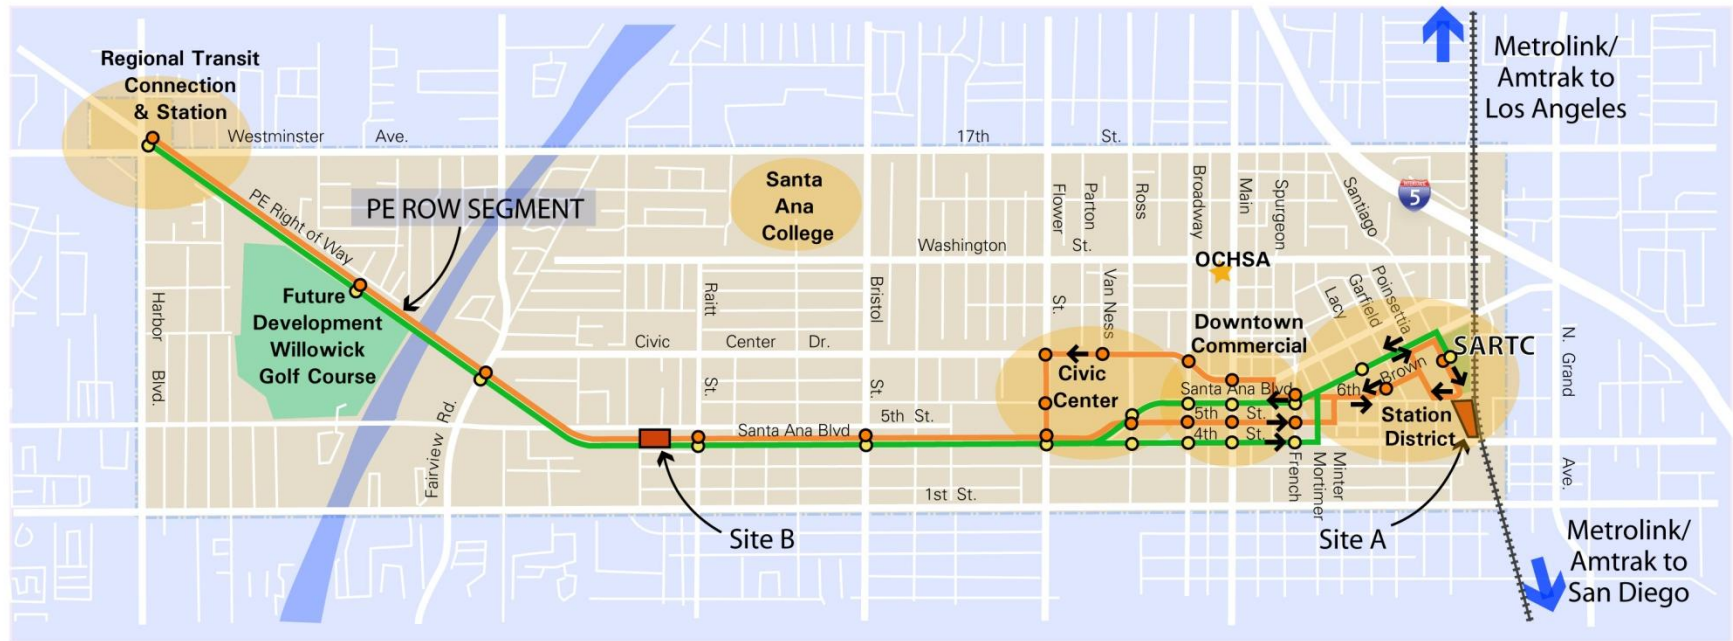 Regional Transit
Connection
& Station
Westminster Ave.
17th St.
Metrolink/
Amtrak to
Los Angeles
INTERSTATE
5
PE Right of Way
PE ROW SEGMENT
Santa
Ana
College
Flower
St.
Parton
Van Ness
Ross
Broadway
Main
Spurgeon
Santiago
Washington St.
OCHSA
Poinsettia
Garfield
Lacy
Future
Development
Willowick
Golf Course
Harbor
Blvd.
Fairview Rd.
Raitt
St.
Bristol
St.
Civic Center Dr.
Downtown
Commercial
SARTC
N. Grand
Ave.
Civic
Center
Santa Ana Blvd
6th
Brown
5th St.
4th St.
Station
District
5th St.
Santa Ana Blvd
French
Mortimer
Minter
1st St.
Site B
Site A
Metrolink/
Amtrak to
San Diego